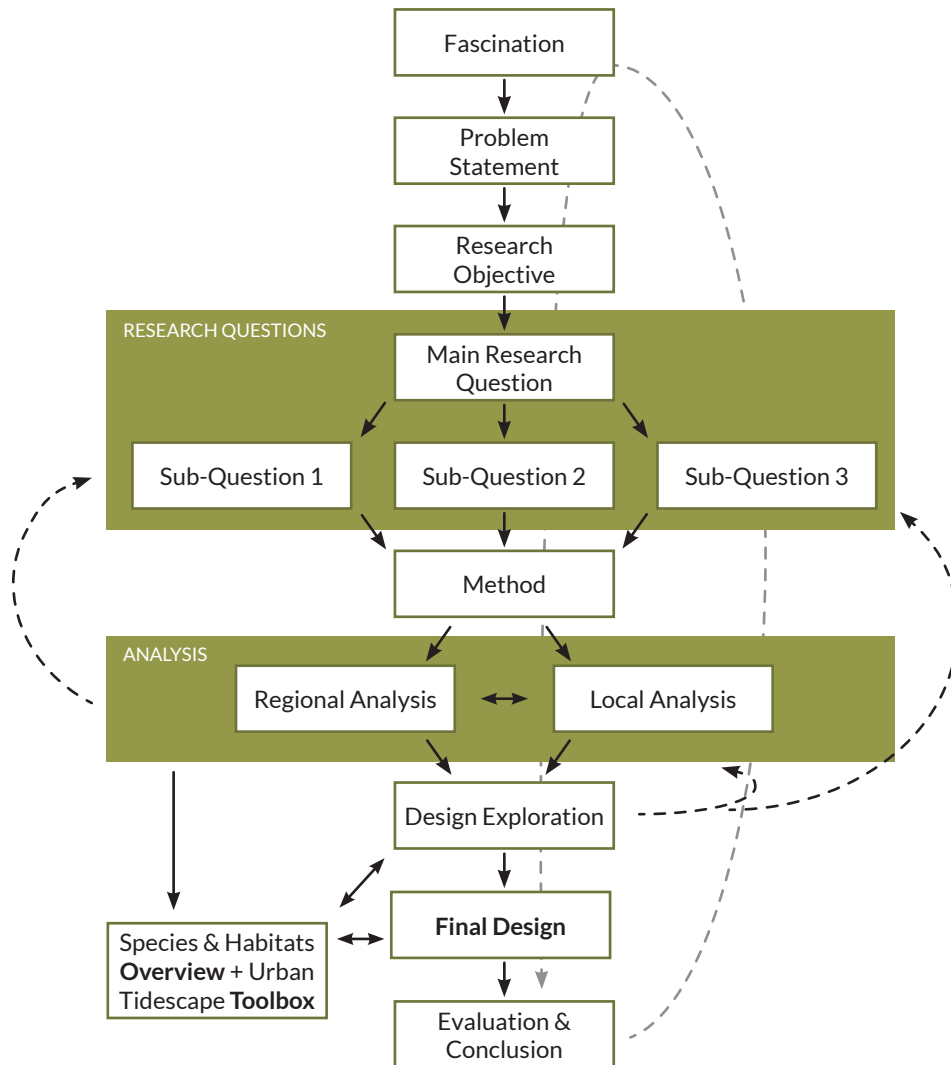 Fascination
Problem
Statement
Research
Objective
RESEARCH QUESTIONS
Main Research
Question
Sub-Question 1
Sub-Question 2
Sub-Question 3
Method
ANALYSIS
Regional Analysis
Local Analysis
Design Exploration
Final Design
Species & Habitats
Overview + Urban
Tidescape Toolbox
Evaluation &
Conclusion